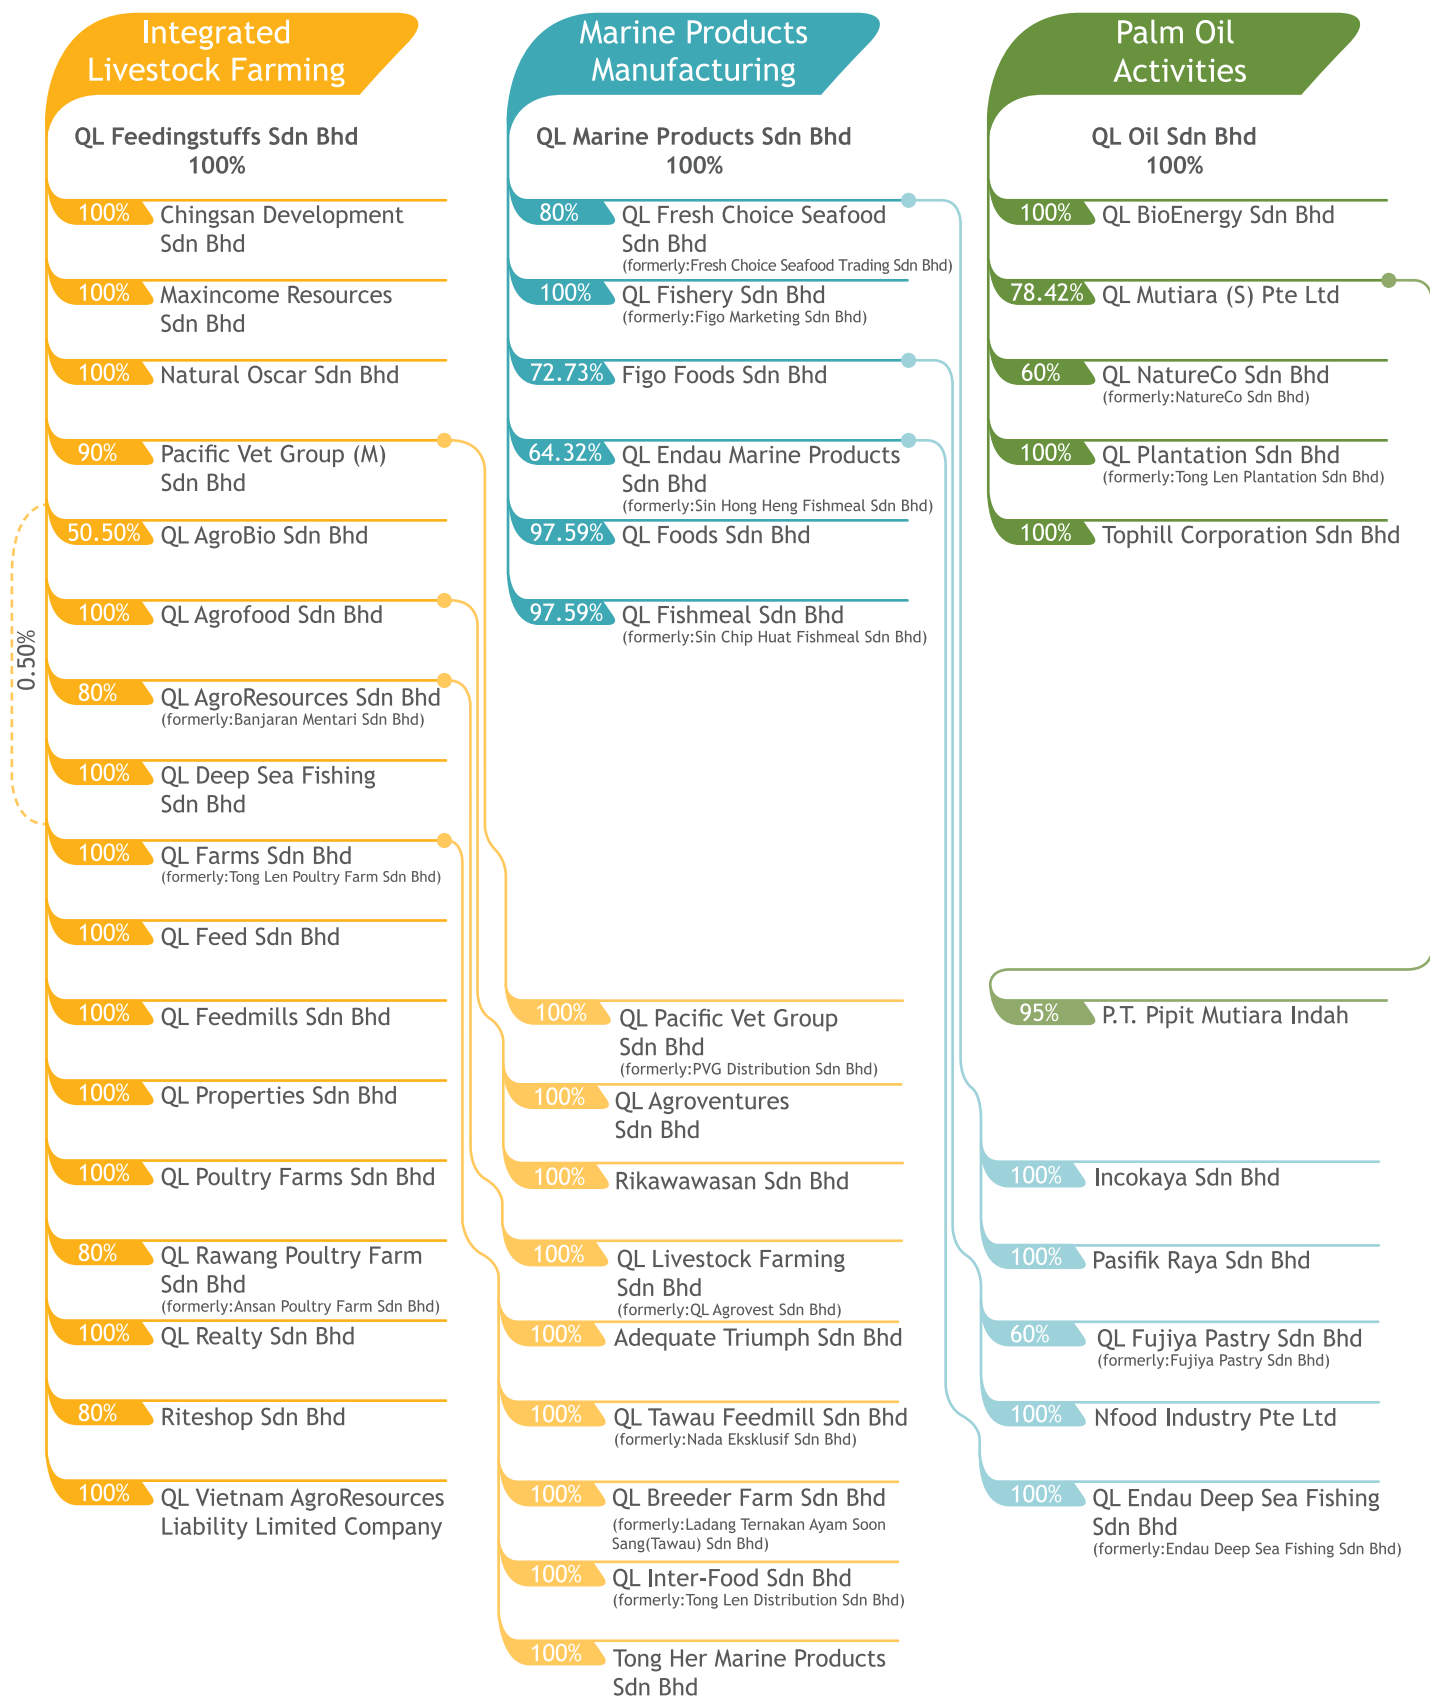 Integrated
Livestock Farming
QL Feedingstuffs Sdn Bhd
100%
100% Chingsan Development
Sdn Bhd
100% Maxincome Resources
Sdn Bhd
100% Natural Oscar Sdn Bhd
90% Pacific Vet Group (M)
Sdn Bhd
50.50% QL AgroBio Sdn Bhd
100% QL Agrofood Sdn Bhd
0.50%
80% QL AgroResources Sdn Bhd
(formerly:Banjaran Mentari Sdn Bhd)
100% QL Deep Sea Fishing
Sdn Bhd
100% QL Farms Sdn Bhd
(formerly:Tong Len Poultry Farm Sdn Bhd)
100% QL Feed Sdn Bhd
100% QL Feedmills Sdn Bhd
100% QL Properties Sdn Bhd
100% QL Poultry Farms Sdn Bhd
80% QL Rawang Poultry Farm
Sdn Bhd
(formerly:Ansan Poultry Farm Sdn Bhd)
100% QL Realty Sdn Bhd
80% Riteshop Sdn Bhd
100% QL Vietnam AgroResources
Liability Limited Company
Marine Products
Manufacturing
QL Marine Products Sdn Bhd
100%
80% QL Fresh Choice Seafood
Sdn Bhd
(formerly:Fresh Choice Seafood Trading Sdn Bhd)
100% QL Fishery Sdn Bhd
(formerly:Figo Marketing Sdn Bhd)
72.73% Figo Foods Sdn Bhd
64.32% QL Endau Marine Products
Sdn Bhd
(formerly:Sin Hong Heng Fishmeal Sdn Bhd)
97.59% QL Foods Sdn Bhd
97.59% QL Fishmeal Sdn Bhd
(formerly:Sin Chip Huat Fishmeal Sdn Bhd)
100% QL Pacific Vet Group
Sdn Bhd
(formerly:PVG Distribution Sdn Bhd)
100% QL Agroventures
Sdn Bhd
100% Rikawawasan Sdn Bhd
100% QL Livestock Farming
Sdn Bhd
(formerly:QL Agrovest Sdn Bhd)
100% Adequate Triumph Sdn Bhd
100% QL Tawau Feedmill Sdn Bhd
(formerly:Nada Eksklusif Sdn Bhd)
100% QL Breeder Farm Sdn Bhd
(formerly:Ladang Ternakan Ayam Soon
Sang(Tawau) Sdn Bhd)
100% QL Inter-Food Sdn Bhd
(formerly:Tong Len Distribution Sdn Bhd)
100% Tong Her Marine Products
Sdn Bhd
Palm Oil
Activities
QL Oil Sdn Bhd
100%
100% QL BioEnergy Sdn Bhd
78.42% QL Mutiara (S) Pte Ltd
60% QL NatureCo Sdn Bhd
(formerly:NatureCo Sdn Bhd)
100% QL Plantation Sdn Bhd
(formerly:Tong Len Plantation Sdn Bhd)
100% Tophill Corporation Sdn Bhd
95% P.T. Pipit Mutiara Indah
100% Incokaya Sdn Bhd
100% Pasifik Raya Sdn Bhd
60% QL Fujiya Pastry Sdn Bhd
(formerly:Fujiya Pastry Sdn Bhd)
100% Nfood Industry Pte Ltd
100% QL Endau Deep Sea Fishing
Sdn Bhd
(formerly:Endau Deep Sea Fishing Sdn Bhd)